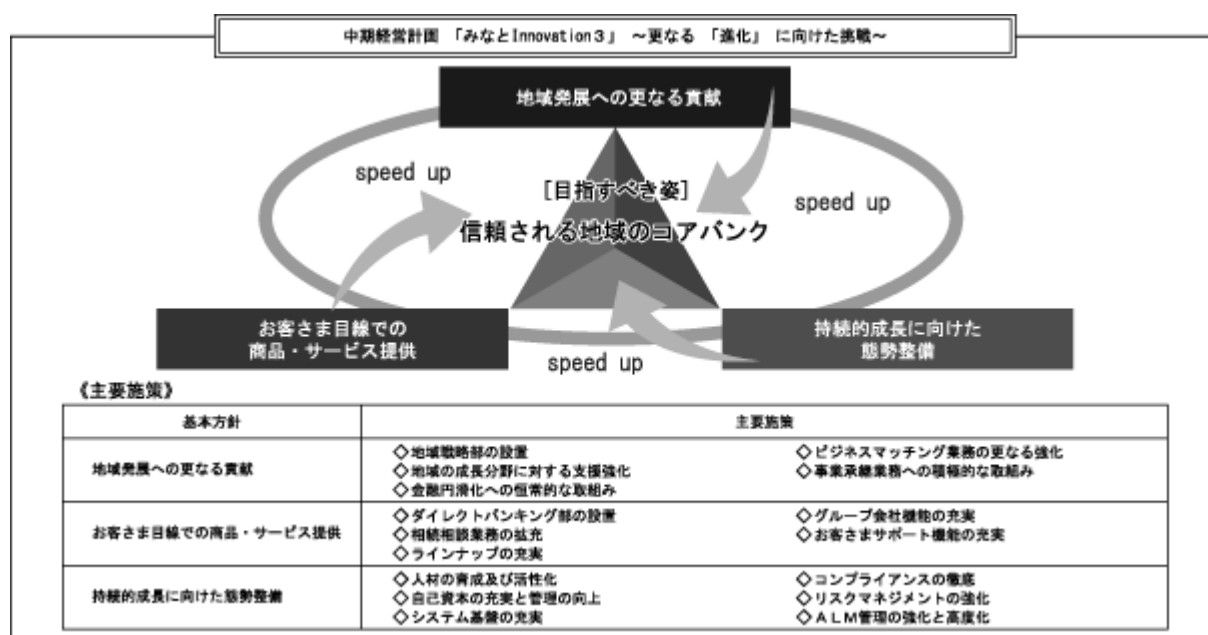 中期経営計画 「みなとInnovation3」 ～更なる 「進化」 に向けた挑戦～
地域発展への更なる貢献
speed up
speed up
[目指すべき姿]
信頼される地域のコアバンク
お客さま目線での
商品・サービス提供
持続的成長に向けた
態勢整備
speed up
《主要施策》
基本方針 主要施策
地域発展への更なる貢献
◇地域戦略部の設置 ◇ビジネスマッチング業務の更なる強化
◇地域の成長分野に対する支援強化 ◇事業承継業務への積極的な取組み
◇金融円滑化への恒常的な取組み
お客さま目線での商品・サービス提供
◇ダイレクトバンキング部の設置 ◇グループ会社機能の充実
◇相続相談業務の拡充 ◇お客さまサポート機能の充実
◇ラインナップの充実
持続的成長に向けた態勢整備
◇人材の育成及び活性化 ◇コンプライアンスの徹底
◇自己資本の充実と管理の向上 ◇リスクマネジメントの強化
◇システム基盤の充実 ◇ＡＬＭ管理の強化と高度化